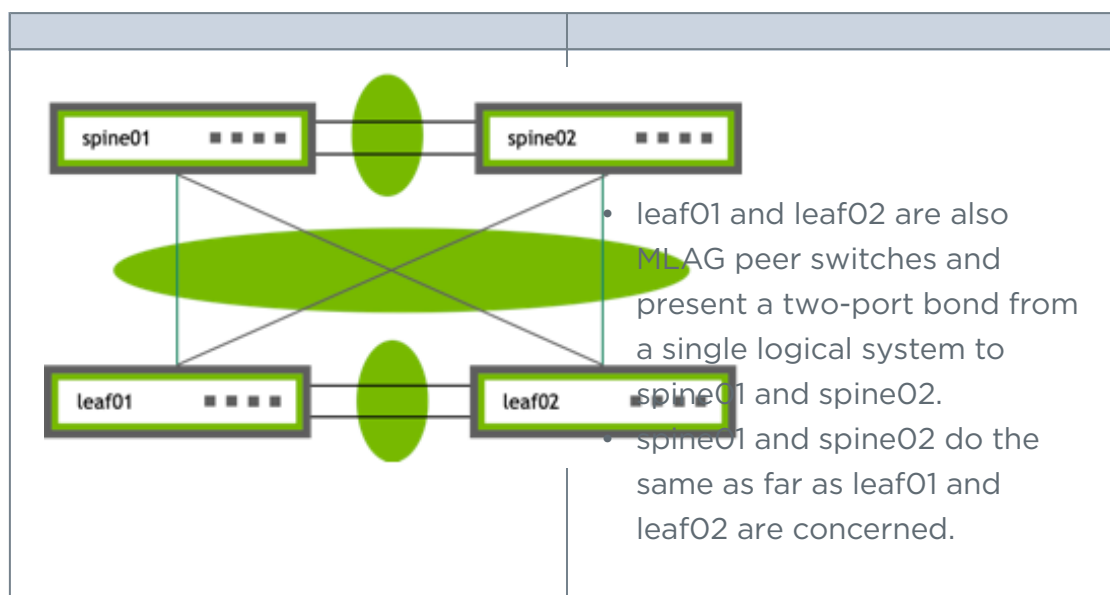 spine01
spine02
• leaf01 and leaf02 are also
MLAG peer switches and
present a two-port bond from
a single logical system to
spine01 and spine02.
• spine01 and spine02 do the
same as far as leaf01 and
leaf02 are concerned.
leaf01
leaf02